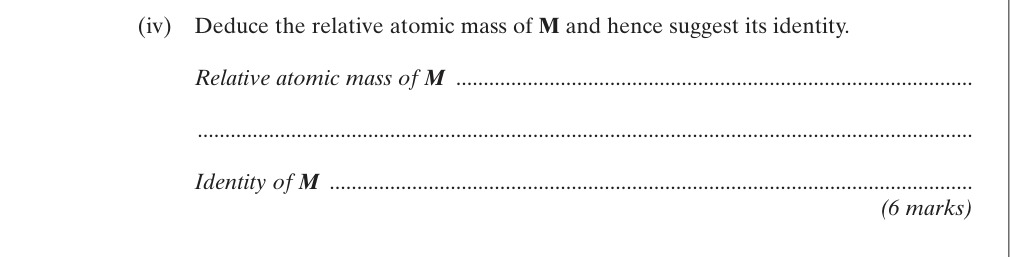 (iv) Deduce the relative atomic mass of M and hence suggest its identity.
Relative atomic mass of M ..............................................................................................
.............................................................................................................................................
Identity of M .....................................................................................................................
(6 marks)